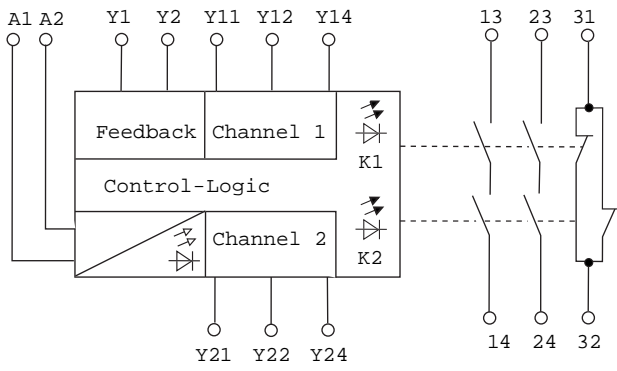 A1 A2 Y1 Y2 Y11 Y12 Y14 13 23 31
Feedback Channel 1
K1
Control-Logic
Channel 2
K2
Y21 Y22 Y24
14 24 32